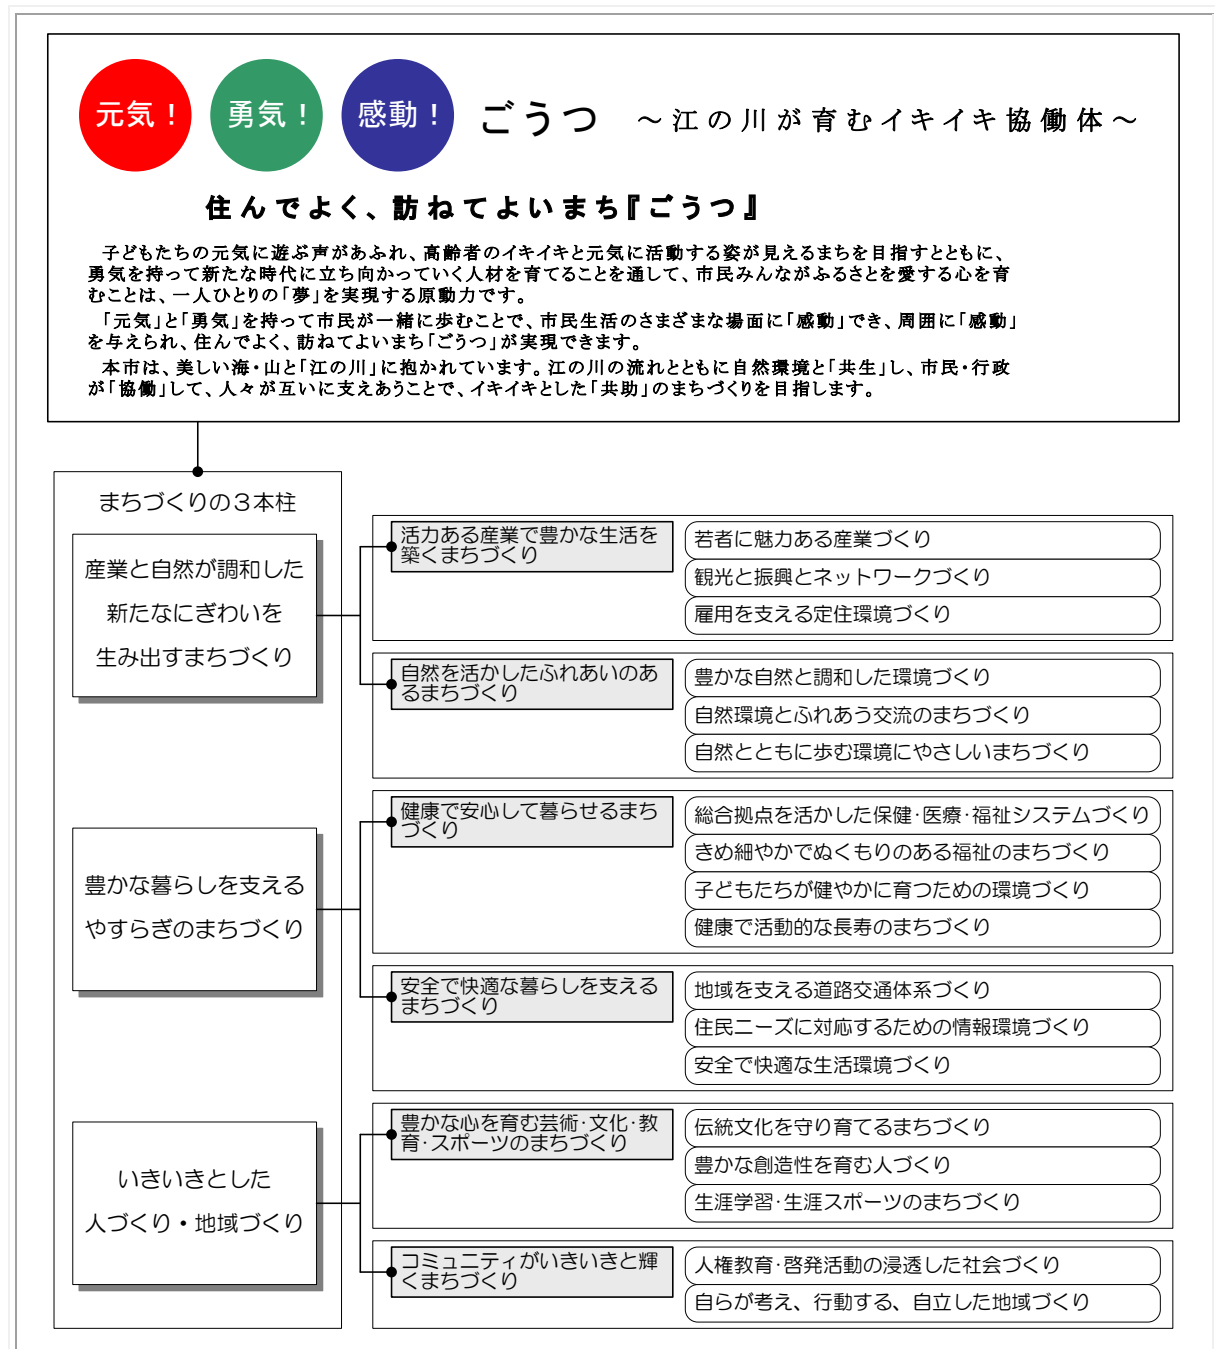 元気！ 勇気！ 感動！ ごうつ ～江の川が育むイキイキ協働体～
住んでよく、訪ねてよいまち『ごうつ』
子どもたちの元気に遊ぶ声があふれ、高齢者のイキイキと元気に活動する姿が見えるまちを目指すとともに、
勇気を持って新たな時代に立ち向かっていく人材を育てることを通して、市民みんながふるさとを愛する心を育
むことは、一人ひとりの「夢」を実現する原動力です。
「元気」と「勇気」を持って市民が一緒に歩むことで、市民生活のさまざまな場面に「感動」でき、周囲に「感動」
を与えられ、住んでよく、訪ねてよいまち「ごうつ」が実現できます。
本市は、美しい海・山と「江の川」に抱かれています。江の川の流れとともに自然環境と「共生」し、市民・行政
が「協働」して、人々が互いに支えあうことで、イキイキとした「共助」のまちづくりを目指します。
まちづくりの３本柱
産業と自然が調和した
新たなにぎわいを
生み出すまちづくり
活力ある産業で豊かな生活を
築くまちづくり
若者に魅力ある産業づくり
観光と振興とネットワークづくり
雇用を支える定住環境づくり
自然を活かしたふれあいのあ
るまちづくり
豊かな自然と調和した環境づくり
自然環境とふれあう交流のまちづくり
自然とともに歩む環境にやさしいまちづくり
豊かな暮らしを支える
やすらぎのまちづくり
健康で安心して暮らせるまち
づくり
総合拠点を活かした保健・医療・福祉システムづくり
きめ細やかでぬくもりのある福祉のまちづくり
子どもたちが健やかに育つための環境づくり
健康で活動的な長寿のまちづくり
安全で快適な暮らしを支える
まちづくり
地域を支える道路交通体系づくり
住民ニーズに対応するための情報環境づくり
安全で快適な生活環境づくり
いきいきとした
人づくり・地域づくり
豊かな心を育む芸術・文化・教
育・スポーツのまちづくり
伝統文化を守り育てるまちづくり
豊かな創造性を育む人づくり
生涯学習・生涯スポーツのまちづくり
コミュニティがいきいきと輝
くまちづくり
人権教育・啓発活動の浸透した社会づくり
自らが考え、行動する、自立した地域づくり